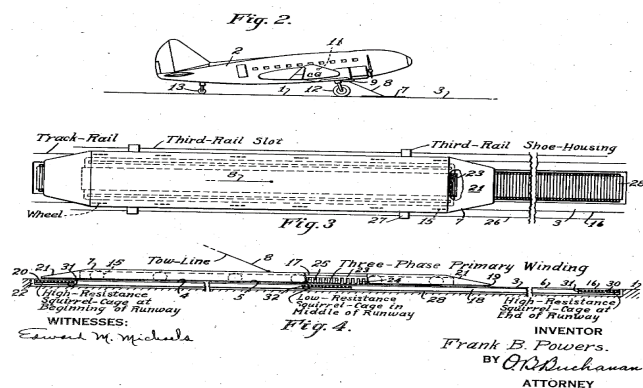 Fig. 2.
2 16
Aca 9 8
13 1 12 7 3
Track-Rail Third-Rail Slot Third-Rail Shoe-Housing
23
8 21 28
Wheel 27 15 7 26 3 16
Fig. 3
Tow-Line 8 17 25 23 Three-Phase Primary Winding
20 21 31 7 15 24 21 19 3 6 31 16 30 1
22 High-Resistance 4 5 32 Low-Resistance 28 18 High-Resistance
Squirrel-Cage at Squirrel-Cage in Squirrel-Cage at
Beginning of Runway Middle of Runway End of Runway
Fig. 4.
WITNESSES:
Edward M. Michaels
INVENTOR
Frank B. Powers.
BY O.B.Buchanan
ATTORNEY